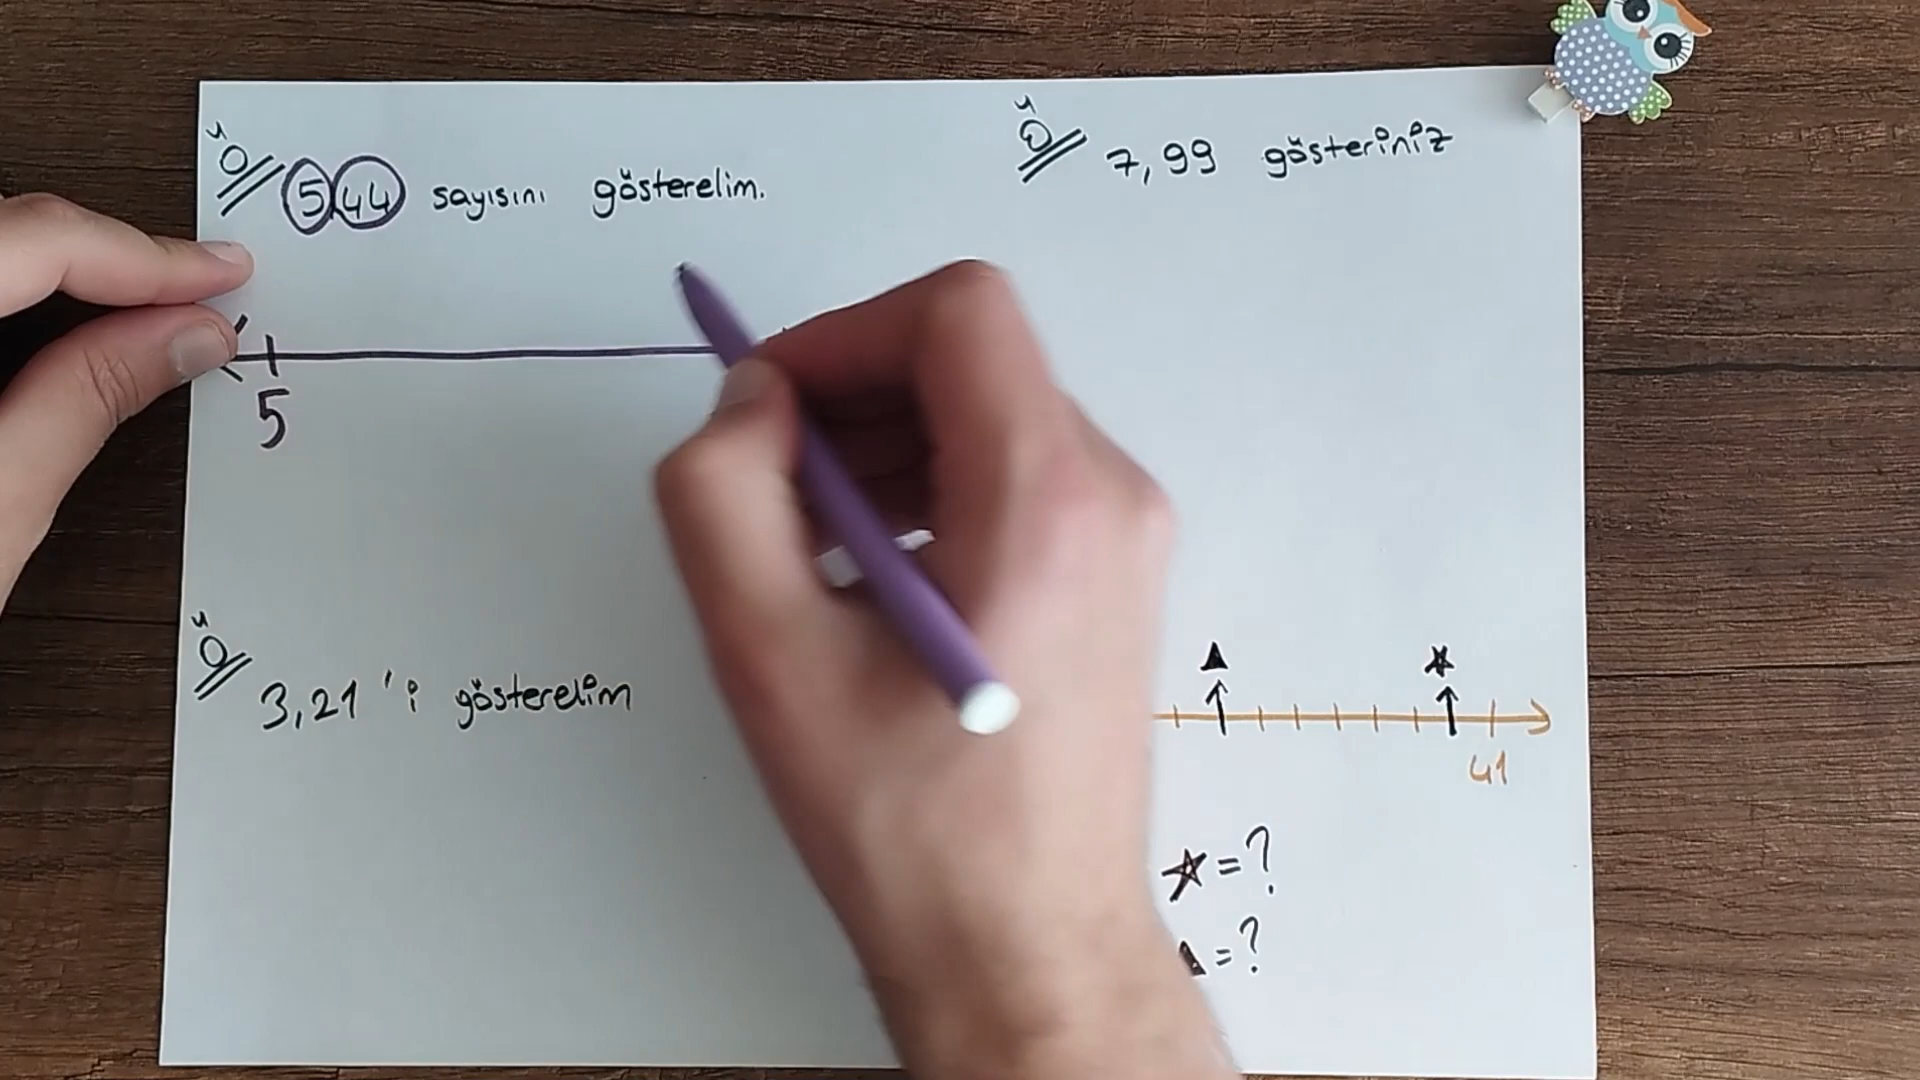 Ö// 5,44 sayısını gösterelim.
5
Ö// 7,99 gösteriniz
Ö// 3,21 'i gösterelim
▲ ★
41
★ = ?
▲ = ?